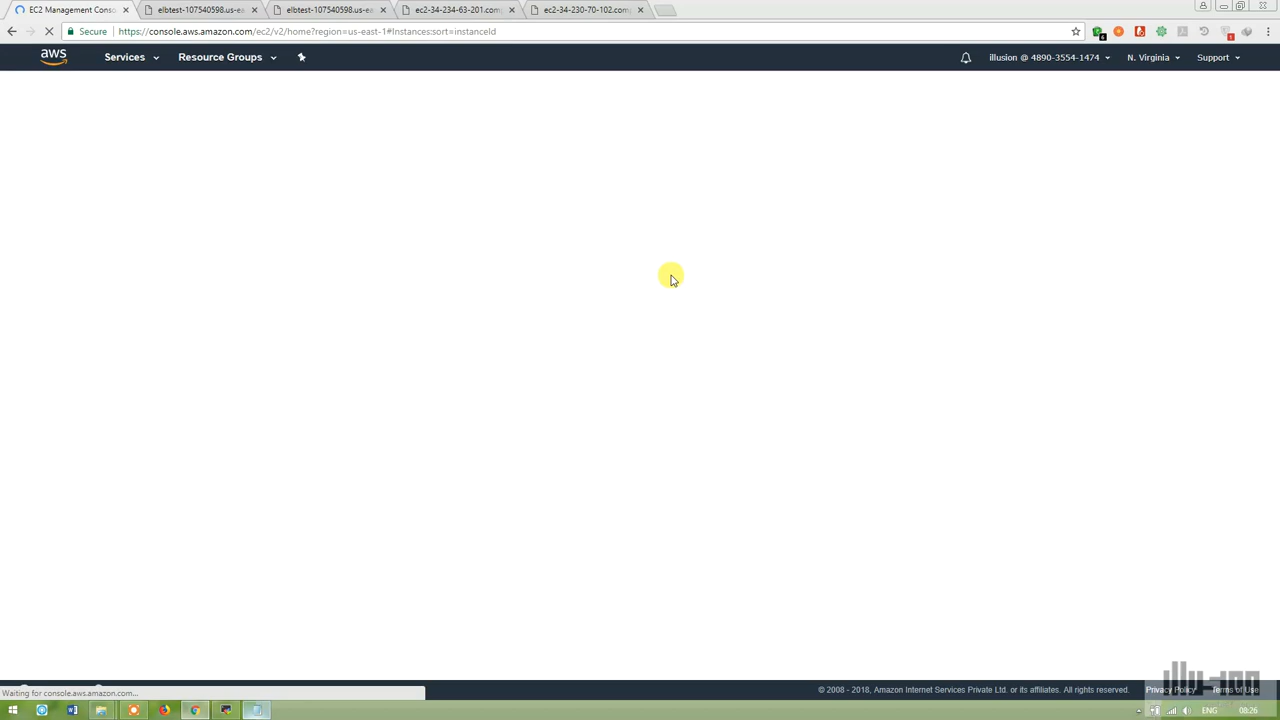 EC2 Management Conso
elbtest-107540598.us-ea
elbtest-107540598.us-ea
ec2-34-234-63-201.comp
ec2-34-230-70-102.comp
Secure
https://console.aws.amazon.com/ec2/v2/home?region=us-east-1#Instances:sort=instanceId
aws
Services
Resource Groups
illusion @ 4890-3554-1474
N. Virginia
Support
Waiting for console.aws.amazon.com...
© 2008 - 2018, Amazon Internet Services Private Ltd. or its affiliates. All rights reserved.
Privacy Policy
Terms of Use
ENG
08:26